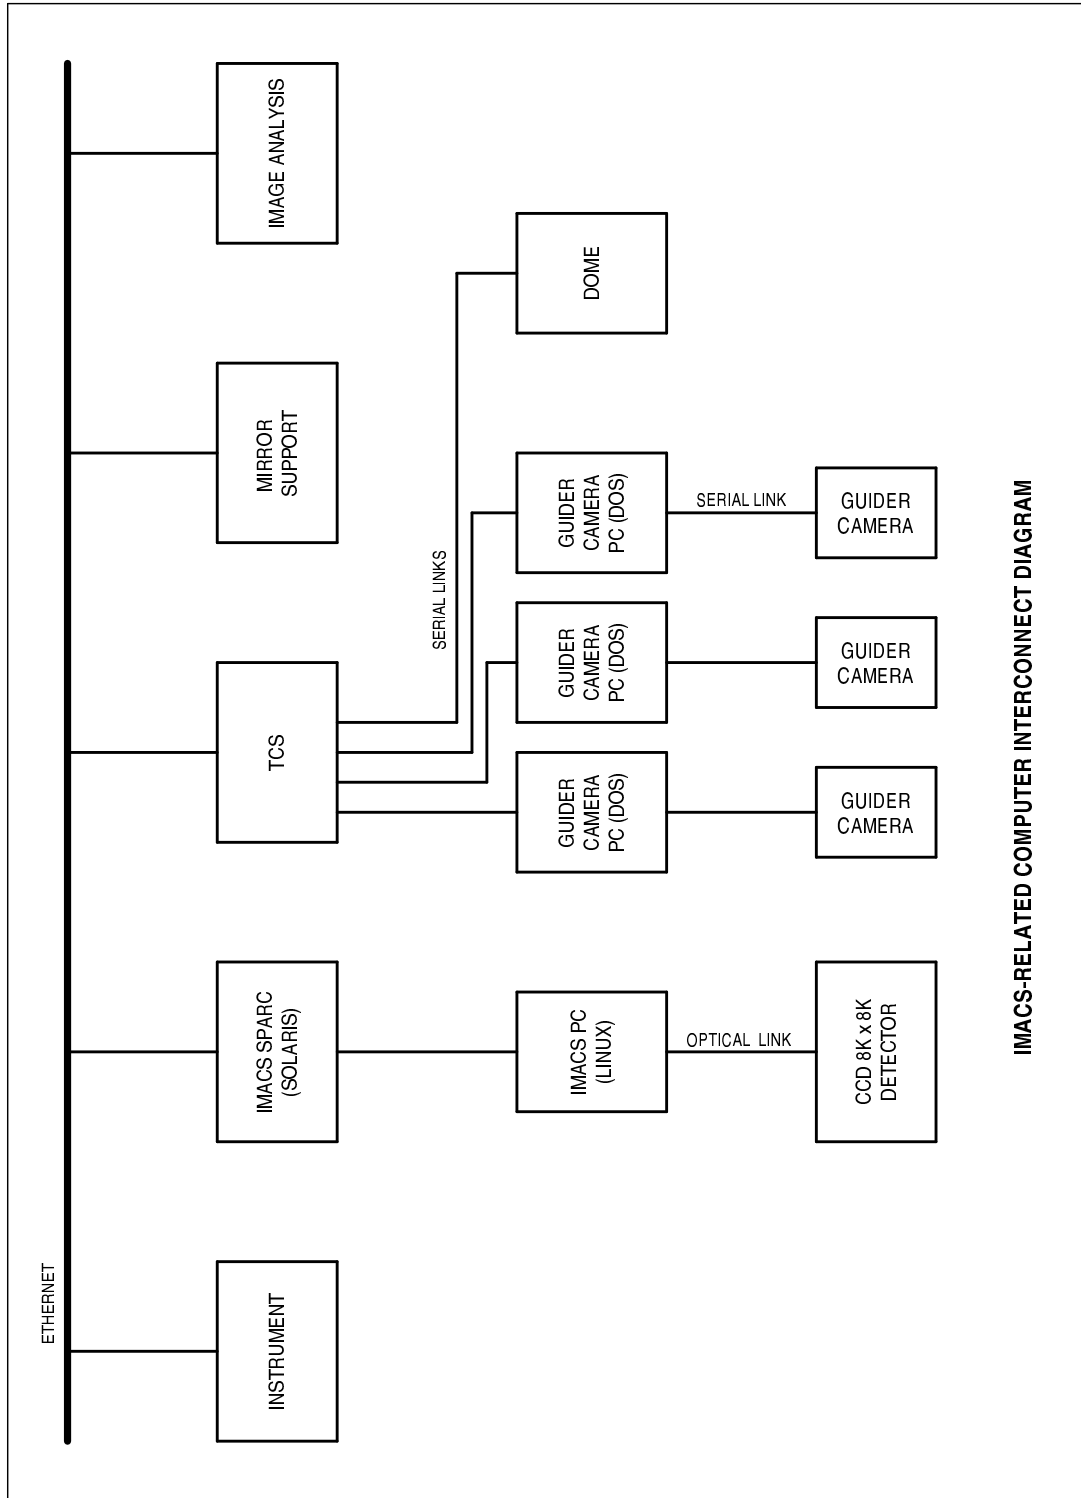 ETHERNET
INSTRUMENT
IMACS SPARC
(SOLARIS)
TCS
MIRROR
SUPPORT
IMAGE ANALYSIS
SERIAL LINKS
IMACS PC
(LINUX)
GUIDER
CAMERA
PC (DOS)
GUIDER
CAMERA
PC (DOS)
GUIDER
CAMERA
PC (DOS)
DOME
OPTICAL LINK
SERIAL LINK
CCD 8K x 8K
DETECTOR
GUIDER
CAMERA
GUIDER
CAMERA
GUIDER
CAMERA
IMACS-RELATED COMPUTER INTERCONNECT DIAGRAM